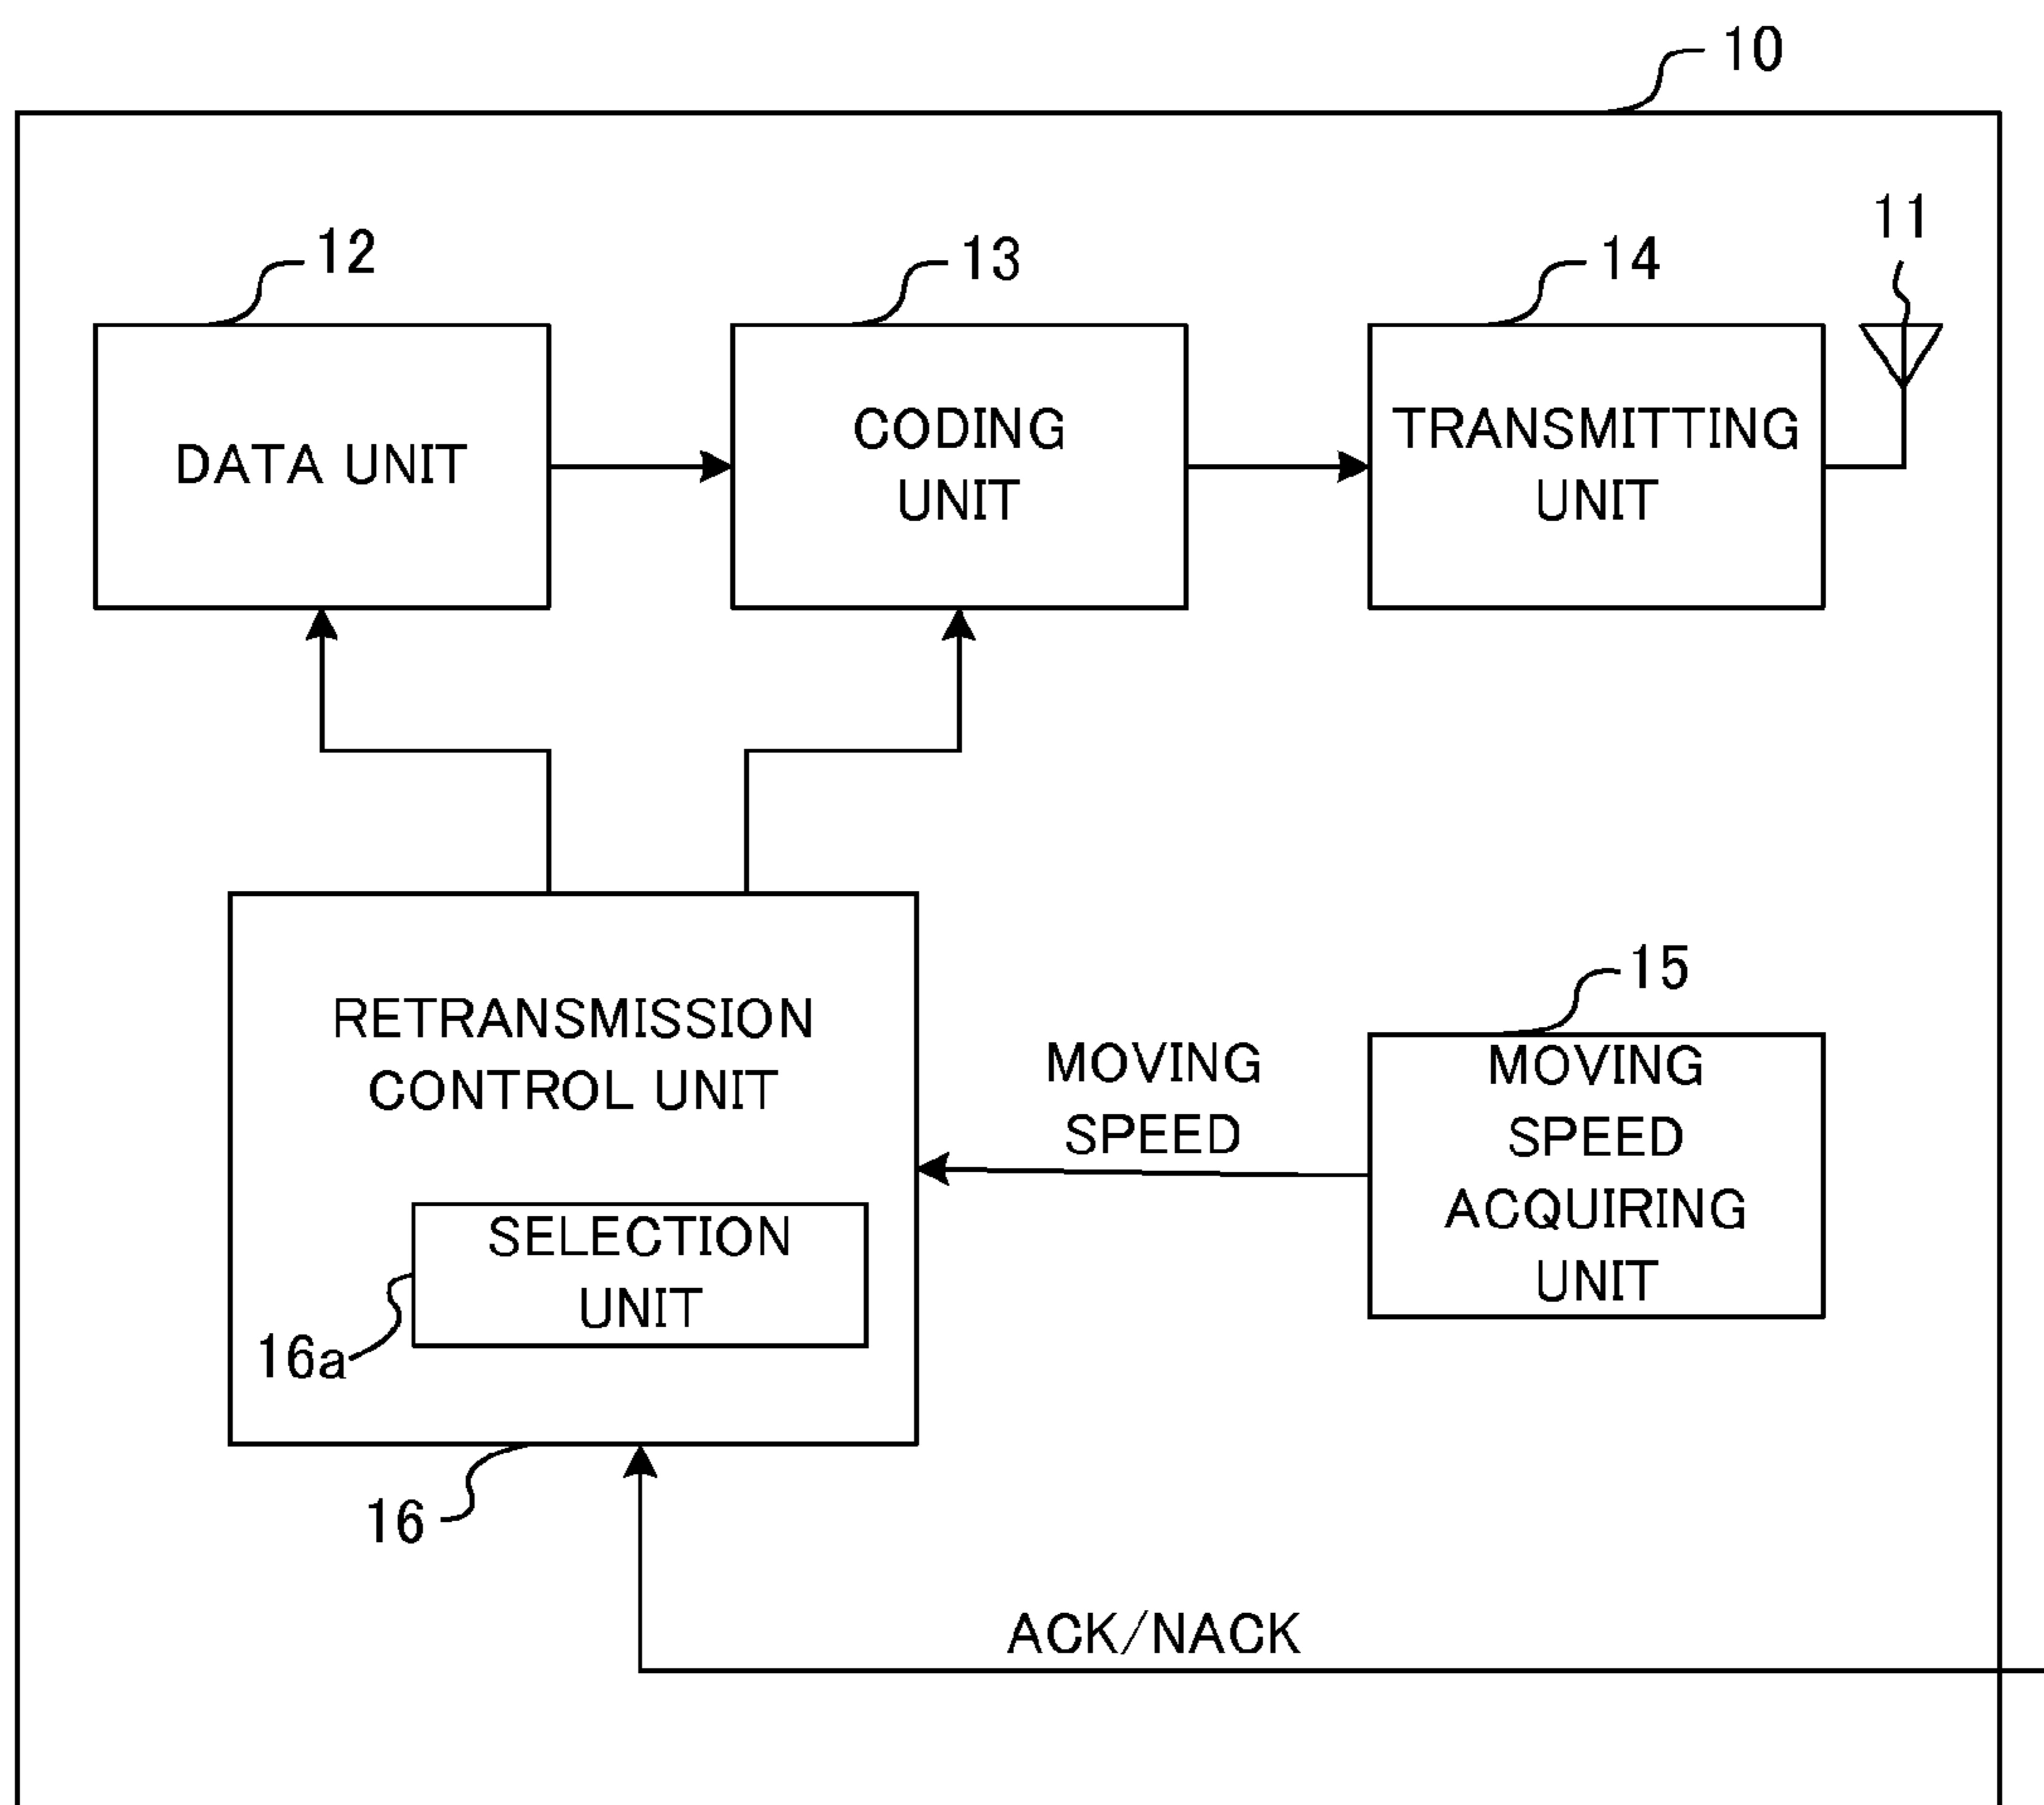 10
11
12
13
14
DATA UNIT
CODING
UNIT
TRANSMITTING
UNIT
15
RETRANSMISSION
CONTROL UNIT
MOVING
SPEED
MOVING
SPEED
ACQUIRING
UNIT
SELECTION
UNIT
16a
16
ACK/NACK